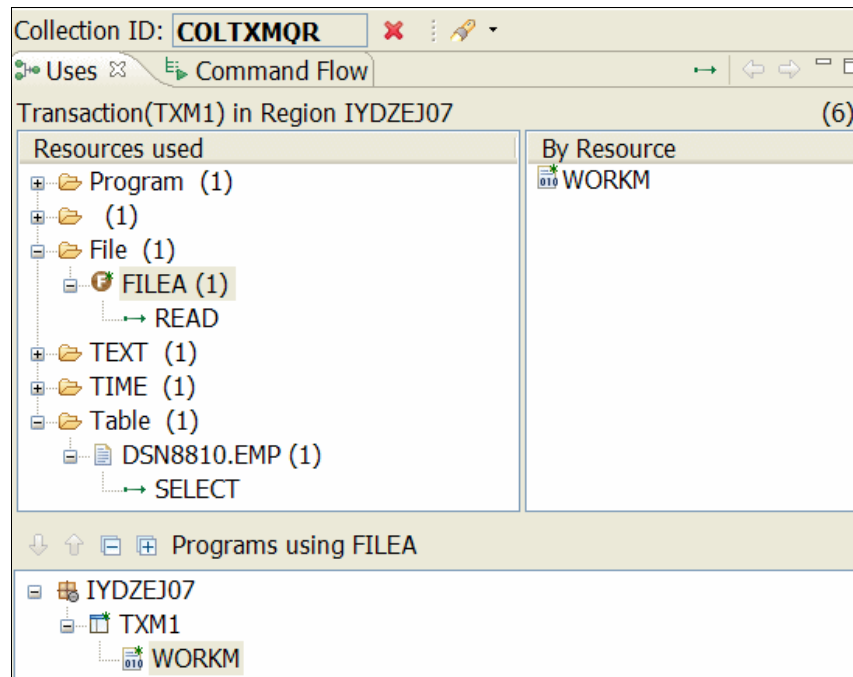 Collection ID: COLTXMQR
Uses Command Flow
Transaction(TXM1) in Region IYDZEJ07 (6)
Resources used
Program (1)
(1)
File (1)
FILEA (1)
READ
TEXT (1)
TIME (1)
Table (1)
DSN8810.EMP (1)
SELECT
By Resource
WORKM
Programs using FILEA
IYDZEJ07
TXM1
WORKM